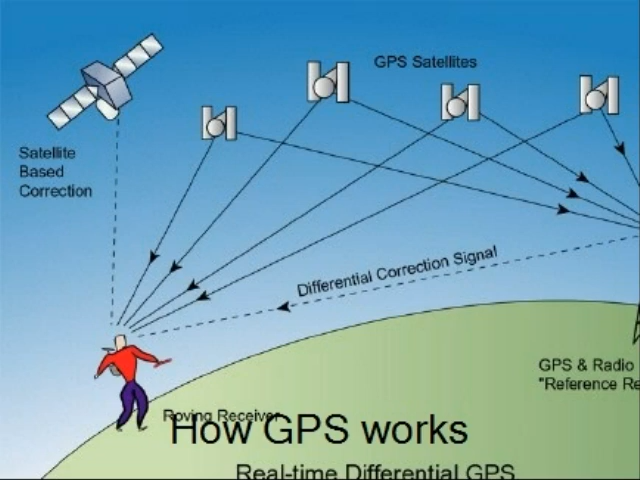 GPS Satellites
Satellite
Based
Correction
Differential Correction Signal
GPS & Radio
"Reference Re
Roving Receiver
How GPS works
Real-time Differential GPS